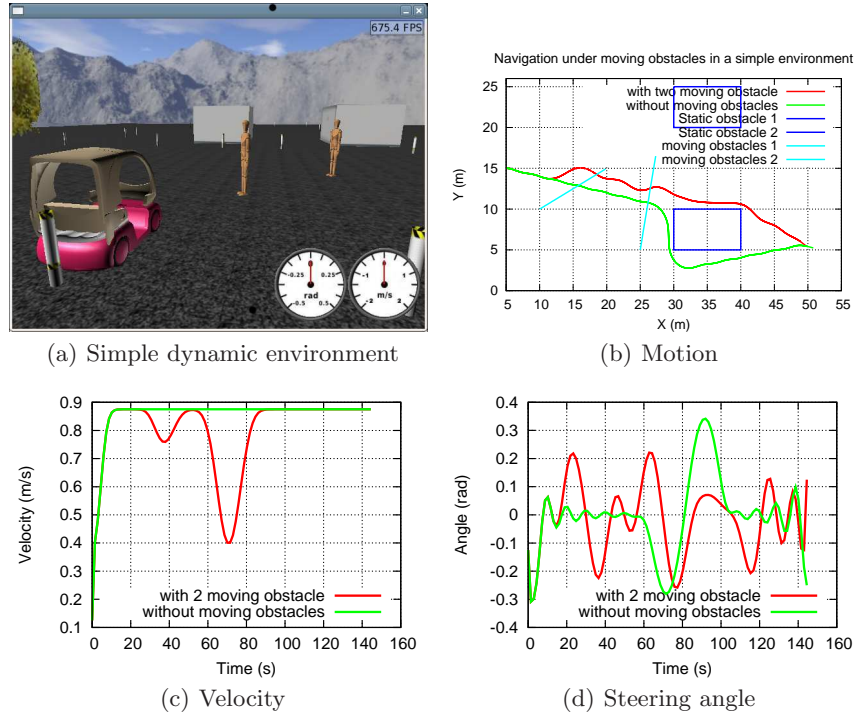 675.4 FPS
-0.25 0.25
-0.5 0.5
rad
-1 1
-2 2
m/s
(a) Simple dynamic environment
Navigation under moving obstacles in a simple environment
with two moving obstacle
without moving obstacles
Static obstacle 1
Static obstacle 2
moving obstacles 1
moving obstacles 2
25
20
15
10
5
0
Y (m)
5 10 15 20 25 30 35 40 45 50 55
X (m)
(b) Motion
0.9
0.8
0.7
0.6
0.5
0.4
0.3
0.2
0.1
Velocity (m/s)
with 2 moving obstacle
without moving obstacles
0 20 40 60 80 100 120 140 160
Time (s)
(c) Velocity
0.4
0.3
0.2
0.1
0
-0.1
-0.2
-0.3
-0.4
Angle (rad)
with 2 moving obstacle
without moving obstacles
0 20 40 60 80 100 120 140 160
Time (s)
(d) Steering angle